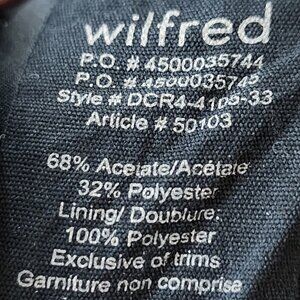 wilfred
P.O. # 4500035744
P.O. # 4500035742
Style # DCR4-4105-33
Article # 50103
68% Acetate/Acétate
32% Polyester
Lining/ Doublure:
100% Polyester
Exclusive of trims
Garniture non comprise